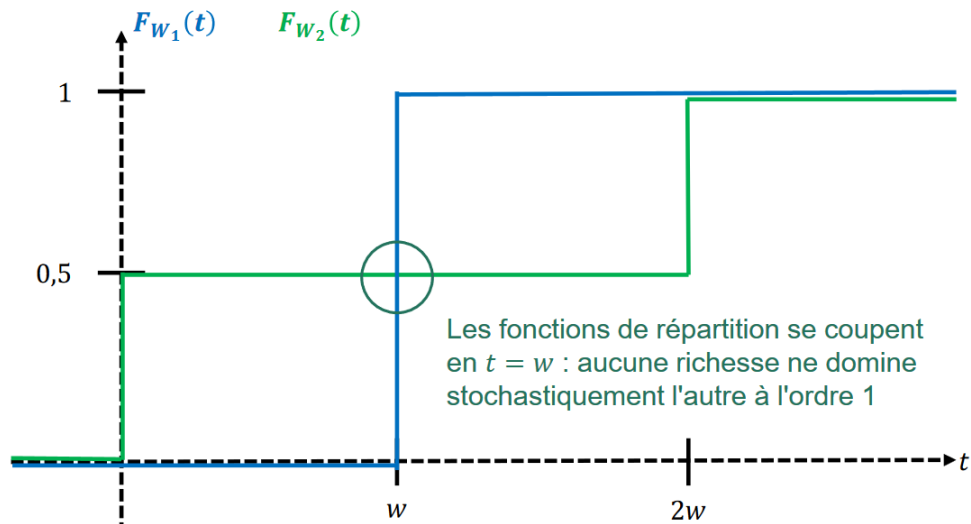 F_{W_1}(t) F_{W_2}(t)
1
0,5
Les fonctions de répartition se coupent
en t = w : aucune richesse ne domine
stochastiquement l'autre à l'ordre 1
t
w 2w